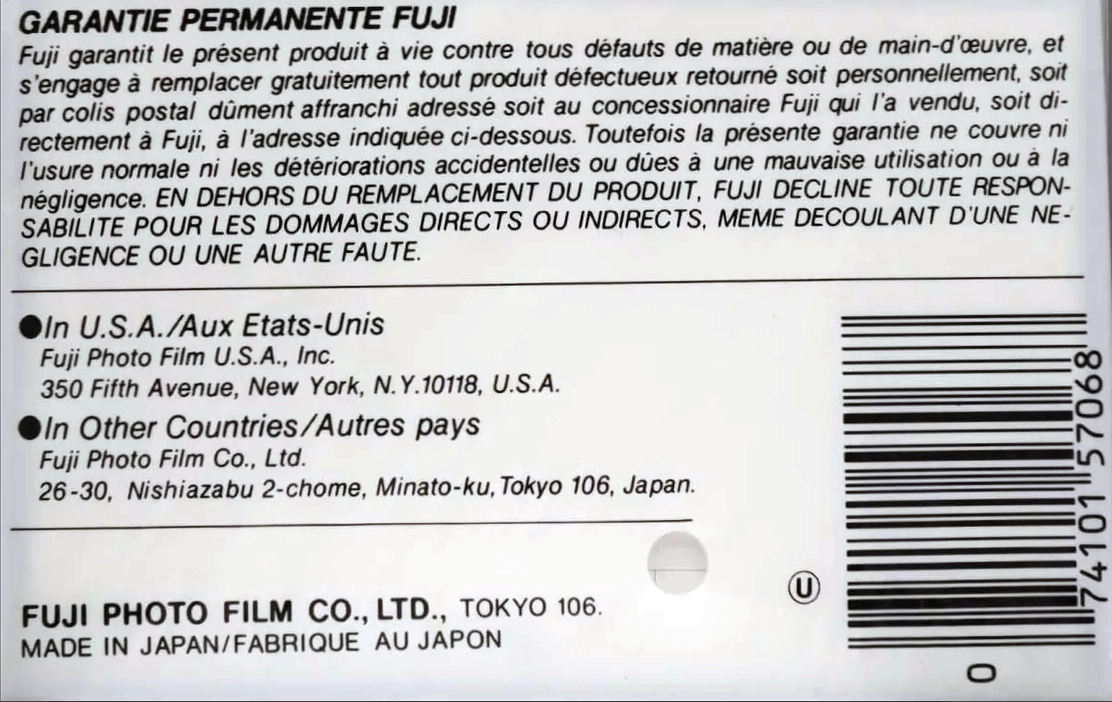 GARANTIE PERMANENTE FUJI
Fuji garantit le présent produit à vie contre tous défauts de matière ou de main-d'œuvre, et
s'engage à remplacer gratuitement tout produit défectueux retourné soit personnellement, soit
par colis postal dûment affranchi adressé soit au concessionnaire Fuji qui l'a vendu, soit di-
rectement à Fuji, à l'adresse indiquée ci-dessous. Toutefois la présente garantie ne couvre ni
l'usure normale ni les détériorations accidentelles ou dûes à une mauvaise utilisation ou à la
négligence. EN DEHORS DU REMPLACEMENT DU PRODUIT, FUJI DECLINE TOUTE RESPON-
SABILITE POUR LES DOMMAGES DIRECTS OU INDIRECTS, MEME DECOULANT D'UNE NE-
GLIGENCE OU UNE AUTRE FAUTE.
●In U.S.A./Aux Etats-Unis
Fuji Photo Film U.S.A., Inc.
350 Fifth Avenue, New York, N.Y.10118, U.S.A.
●In Other Countries/Autres pays
Fuji Photo Film Co., Ltd.
26-30, Nishiazabu 2-chome, Minato-ku, Tokyo 106, Japan.
FUJI PHOTO FILM CO., LTD., TOKYO 106.
MADE IN JAPAN/FABRIQUE AU JAPON
U
74101 57068
0